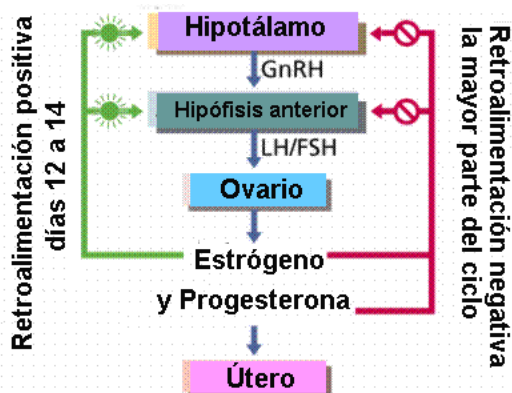 Retroalimentación positiva
días 12 a 14
Hipotálamo
GnRH
Hipófisis anterior
LH/FSH
Ovario
Estrógeno
y Progesterona
Útero
Retroalimentación negativa
la mayor parte del ciclo